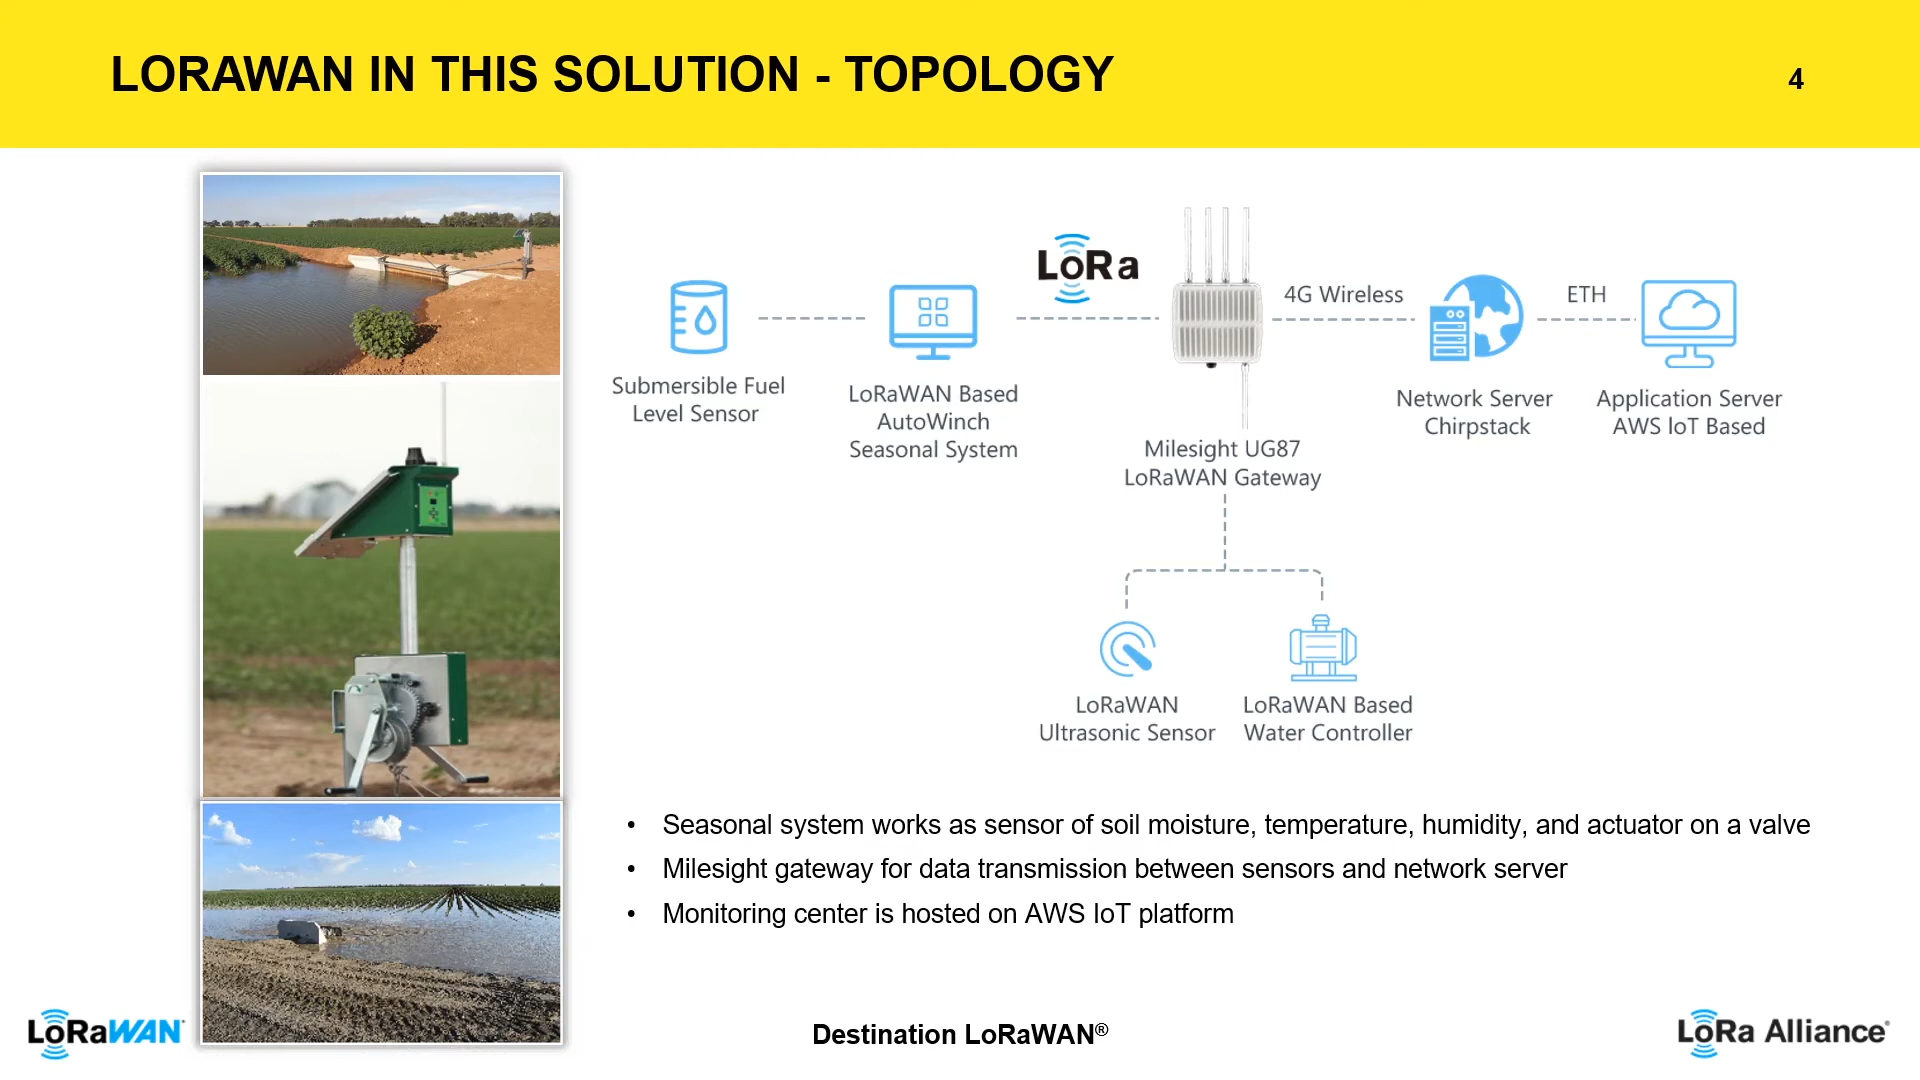 LORAWAN IN THIS SOLUTION - TOPOLOGY
4
LoRa
4G Wireless
ETH
Submersible Fuel
Level Sensor
LoRaWAN Based
AutoWinch
Seasonal System
Milesight UG87
LoRaWAN Gateway
Network Server
Chirpstack
Application Server
AWS IoT Based
LoRaWAN
Ultrasonic Sensor
LoRaWAN Based
Water Controller
• Seasonal system works as sensor of soil moisture, temperature, humidity, and actuator on a valve
• Milesight gateway for data transmission between sensors and network server
• Monitoring center is hosted on AWS IoT platform
LoRaWAN
Destination LoRaWAN®
LoRa Alliance®